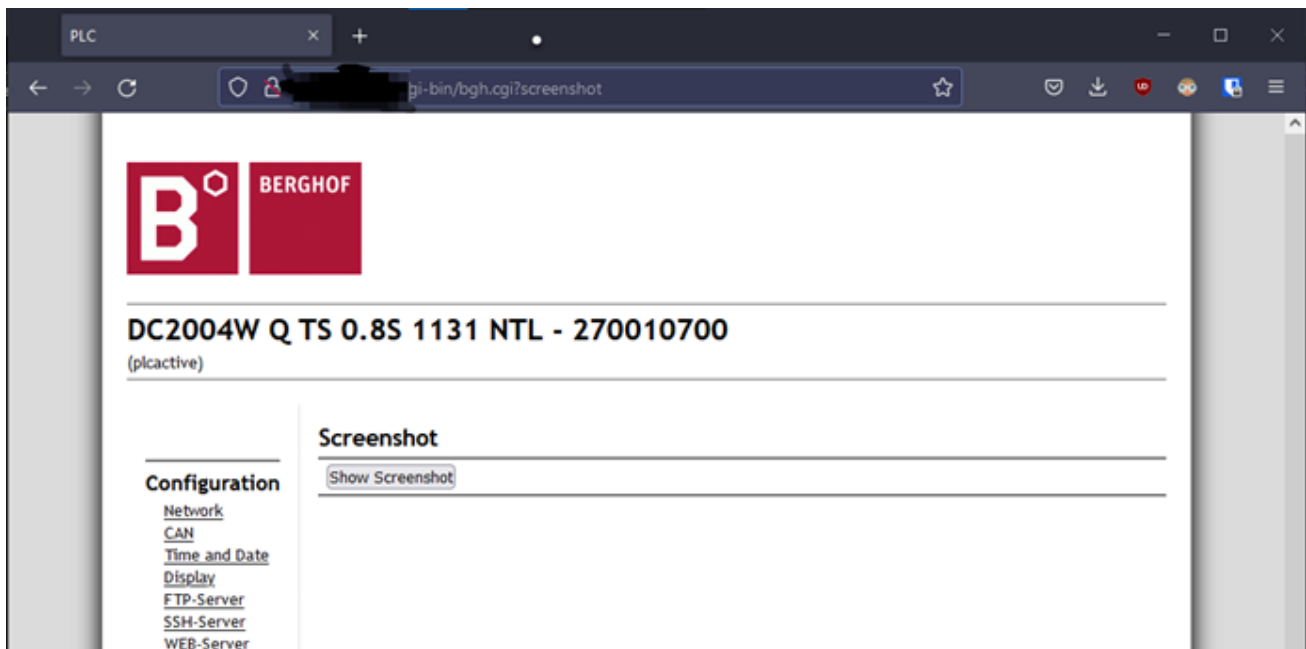 PLC
gi-bin/bgh.cgi?screenshot
B
BERGHOF
DC2004W Q TS 0.8S 1131 NTL - 270010700
(plcactive)
Screenshot
Show Screenshot
Configuration
Network
CAN
Time and Date
Display
FTP-Server
SSH-Server
WEB-Server